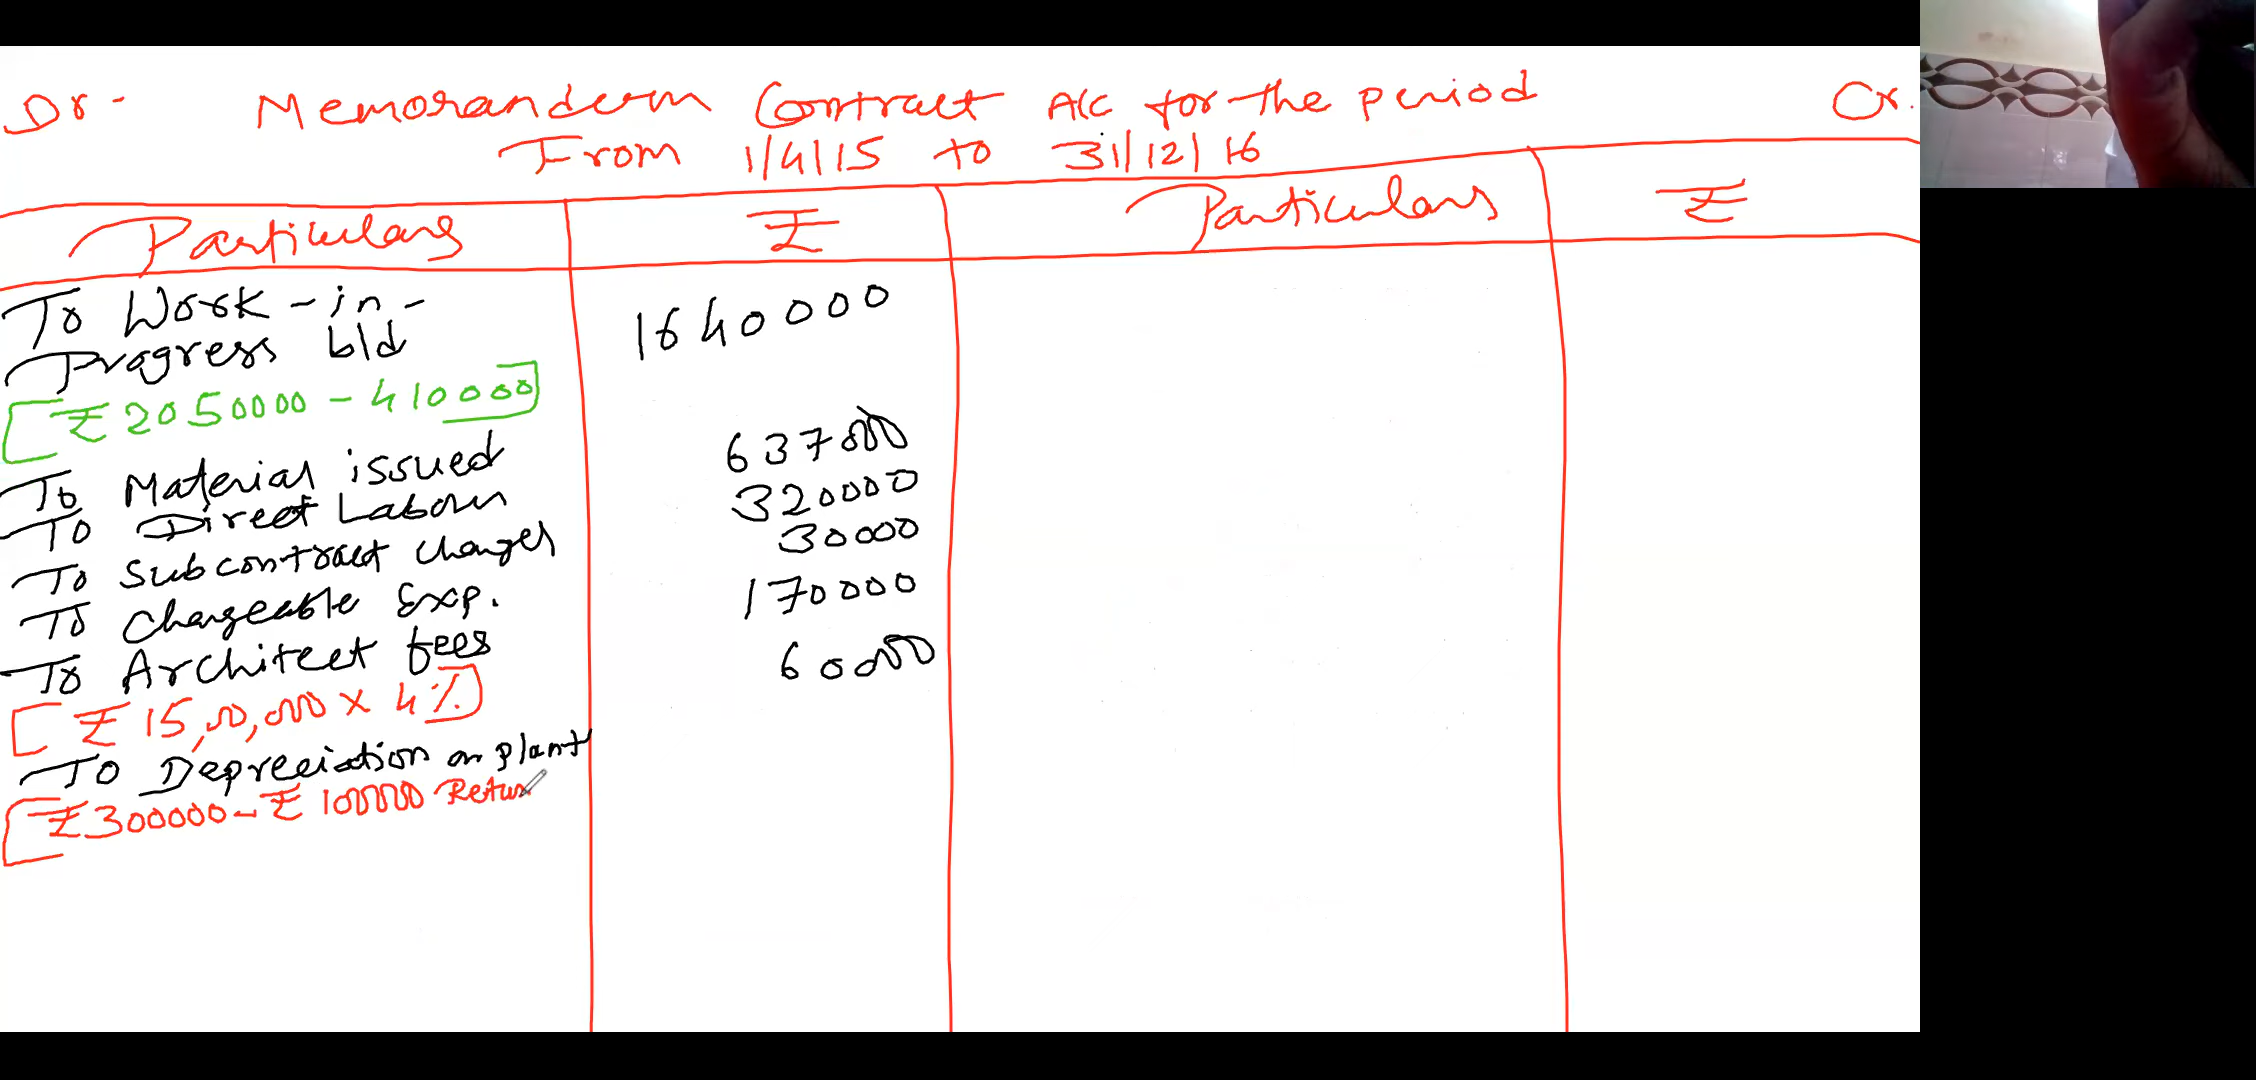 Dr. Memorandum Contract A/C for the period Cr.
From 1/4/15 to 31/12/16
Particulars ₹ Particulars ₹
To Work-in-
Progress b/d 1640000
[₹ 2050000 - 410000]
To Material issued 637000
To Direct Labour 320000
To Subcontract charges 30000
To Chargeable Exp. 170000
To Architect fees 60000
[₹ 15,00,000 x 4%]
To Depreciation on plant
[₹300000-₹ 100000 Retur